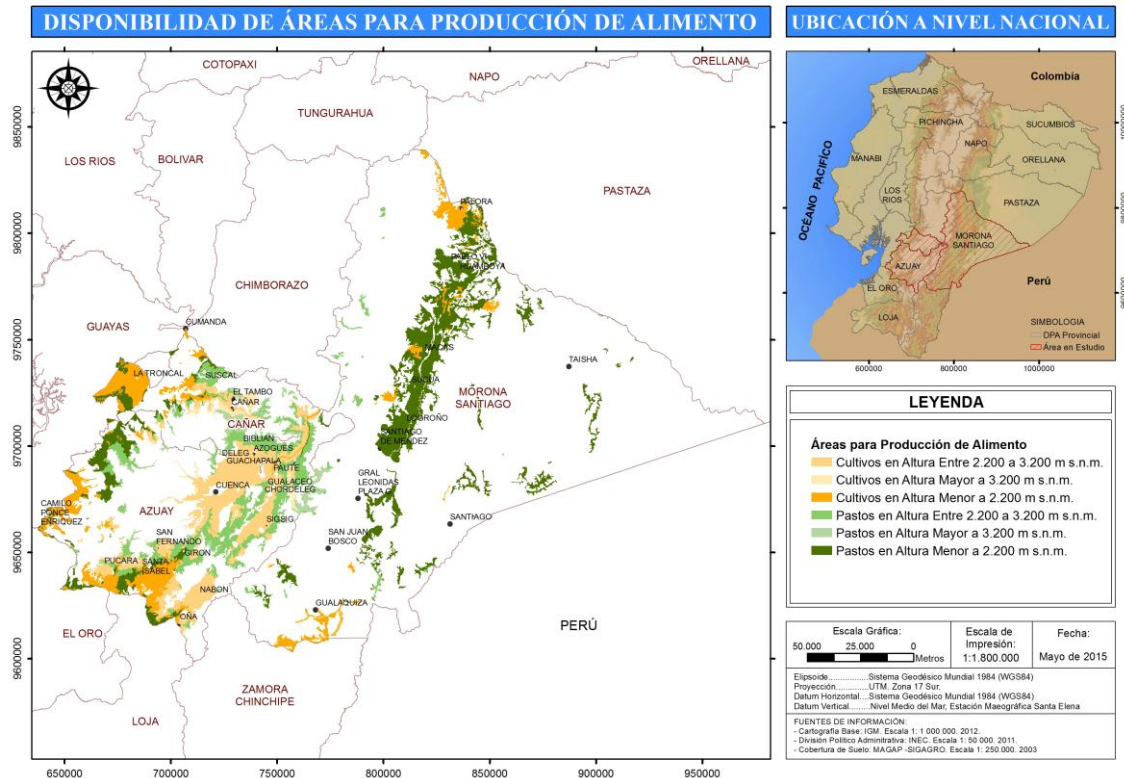 DISPONIBILIDAD DE ÁREAS PARA PRODUCCIÓN DE ALIMENTO
COTOPAXI
NAPO
ORELLANA
TUNGURAHUA
LOS RIOS
BOLIVAR
PASTAZA
PALORA
PABLO VI
HUAMBOYA
CHIMBORAZO
GUAYAS
CUMANDA
MACAS
TAISHA
LA TRONCAL
SUSCAL
SUCUA
MORONA
SANTIAGO
EL TAMBO
CAÑAR
CAÑAR
LOGROÑO
SANTIAGO
DE MENDEZ
BIBLIAN
AZOGUES
DELEG
GUACHAPALA
PAUTE
GUALACEO
CHORDELEG
CUENCA
GRAL
LEONIDAS
PLAZA G.
CAMILO
PONCE
ENRIQUEZ
AZUAY
SIGSIG
SANTIAGO
SAN
FERNANDO
GIRON
SAN JUAN
BOSCO
PUCARA
SANTA
ISABEL
NABON
OÑA
GUALAQUIZA
EL ORO
PERÚ
ZAMORA
CHINCHIPE
LOJA
9850000
9800000
9750000
9700000
9650000
9600000
650000 700000 750000 800000 850000 900000 950000
UBICACIÓN A NIVEL NACIONAL
Colombia
ESMERALDAS
PICHINCHA
SUCUMBIOS
NAPO
ORELLANA
MANABI
LOS
RIOS
PASTAZA
OCÉANO PACIFÍCO
MORONA
SANTIAGO
AZUAY
EL ORO
Perú
LOJA
SIMBOLOGIA
DPA Provincial
Área en Estudio
600000 800000 1000000
LEYENDA
Áreas para Producción de Alimento
Cultivos en Altura Entre 2.200 a 3.200 m s.n.m.
Cultivos en Altura Mayor a 3.200 m s.n.m.
Cultivos en Altura Menor a 2.200 m s.n.m.
Pastos en Altura Entre 2.200 a 3.200 m s.n.m.
Pastos en Altura Mayor a 3.200 m s.n.m.
Pastos en Altura Menor a 2.200 m s.n.m.
Escala Gráfica:
50.000 25.000 0
Metros
Escala de
Impresión:
1:1.800.000
Fecha:
Mayo de 2015
Elipsoide................Sistema Geodésico Mundial 1984 (WGS84)
Proyección............UTM. Zona 17 Sur.
Datum Horizontal....Sistema Geodésico Mundial 1984 (WGS84)
Datum Vertical........Nivel Medio del Mar, Estación Maeográfica Santa Elena
FUENTES DE INFORMACIÓN:
- Cartografía Base: IGM. Escala 1: 1 000 000. 2012.
- División Político Adminitrativa: INEC. Escala 1: 50 000. 2011.
- Cobertura de Suelo: MAGAP -SIGAGRO. Escala 1: 250.000. 2003